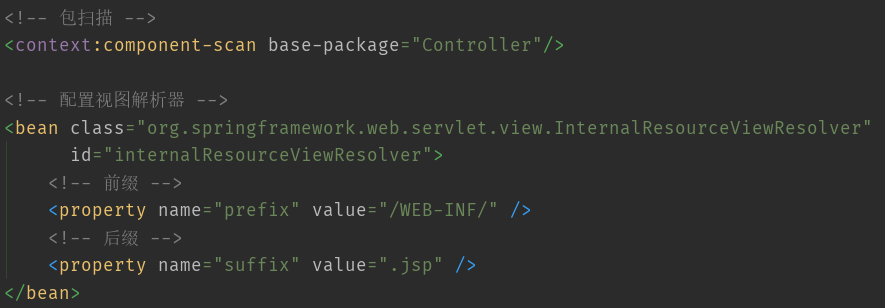 <!-- 包扫描 -->
<context:component-scan base-package="Controller"/>
<!-- 配置视图解析器 -->
<bean class="org.springframework.web.servlet.view.InternalResourceViewResolver"
id="internalResourceViewResolver">
<!-- 前缀 -->
<property name="prefix" value="/WEB-INF/" />
<!-- 后缀 -->
<property name="suffix" value=".jsp" />
</bean>